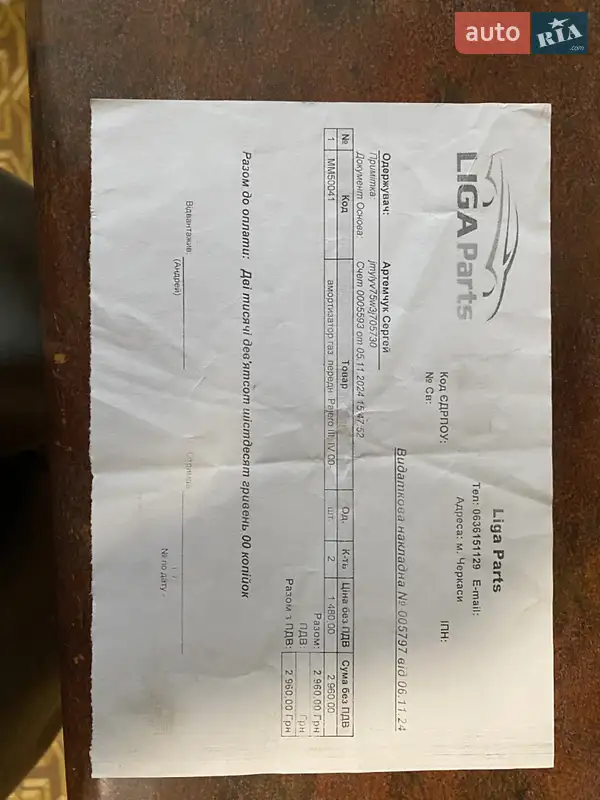 auto RIA.com
LIGA Parts
Liga Parts
Тел: 0636151129 E-mail:
Адреса: м. Черкаси
Код ЄДРПОУ: ІПН:
№ Св:
Видаткова накладна № 005797 від 06.11.24
Одержувач: Артемчук Сергей
Примітка: jmylyv75w3j705730
Документ Основа: Счет 0005593 от 05.11.2024 15:47:52
№ Код Товар Од. К-ть Ціна без ПДВ Сума без ПДВ
1 MM50041 амортизатор газ. передн. Pajero III, IV 00- шт 2 1 480.00 2 960.00
Разом: 2 960.00 Грн
ПДВ: Грн
Разом з ПДВ: 2 960.00 Грн
Разом до оплати: Дві тисячі дев'ятсот шістдесят гривень 00 копійок
Відвантажив
(Андрей)
Отримав
№ по дату -